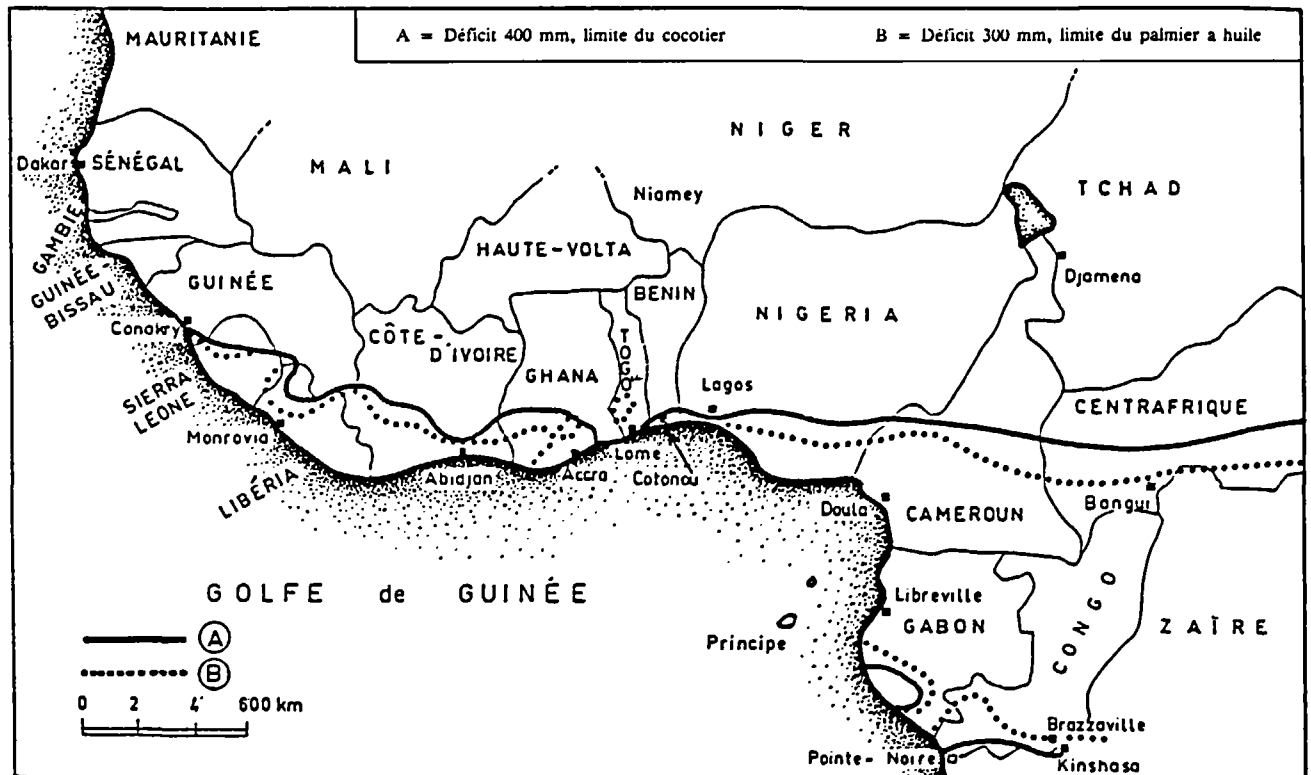 A = Déficit 400 mm, limite du cocotier
B = Déficit 300 mm, limite du palmier a huile
MAURITANIE
NIGER
MALI
TCHAD
Dakar
SÉNÉGAL
Niamey
GAMBIE
HAUTE-VOLTA
GUINÉE-
BISSAU
GUINÉE
BENIN
Djamena
NIGERIA
Conakry
CÔTE-
D'IVOIRE
TOGO
GHANA
SIERRA
LEONE
Lagos
CENTRAFRIQUE
Monrovia
LIBÉRIA
Abidjan
Accra
Lome
Cotonou
Bangui
Doula
CAMEROUN
GOLFE de GUINÉE
Libreville
GABON
CONGO
ZAÏRE
Principe
A
B
0 2 4 600 km
Brazzaville
Pointe-Noire
Kinshasa